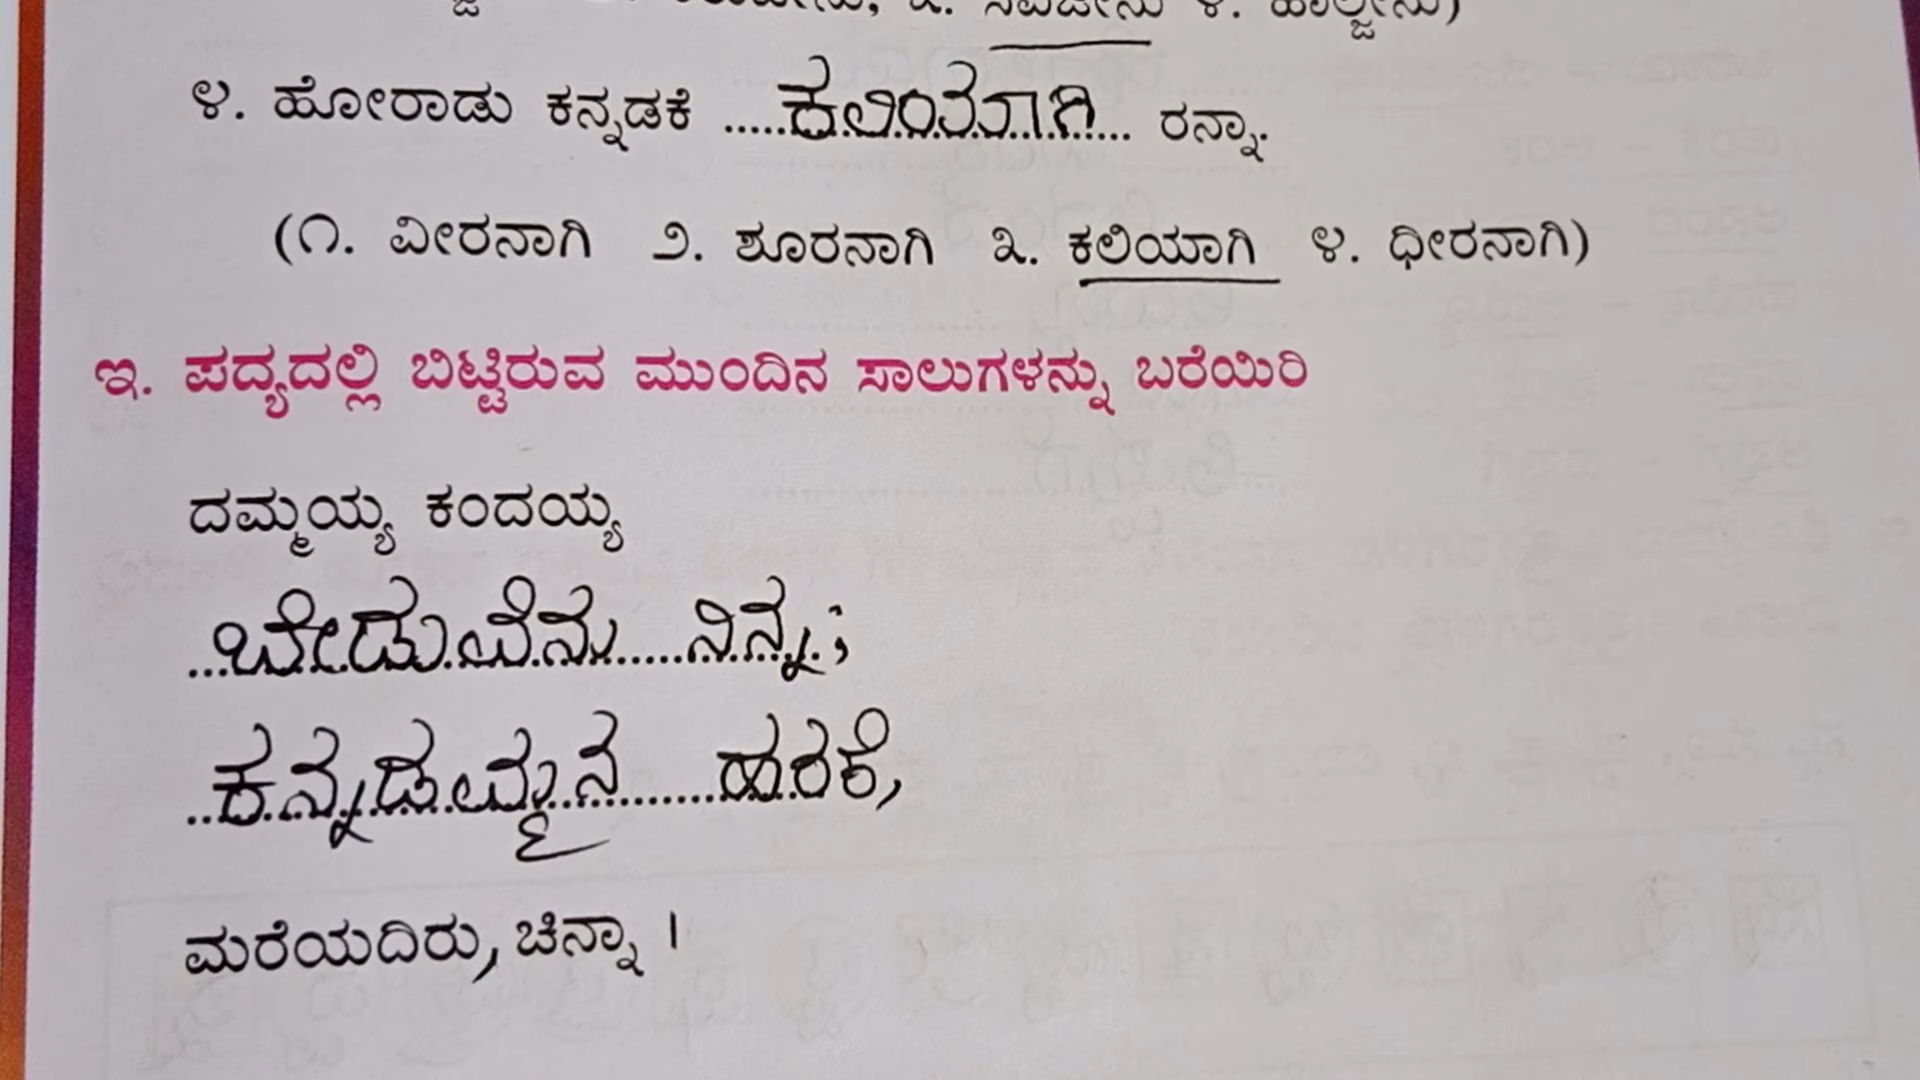 ೪. ಹೋರಾಡು ಕನ್ನಡಕೆ .....ಕಲಿಯಾಗಿ... ರನ್ನಾ.
(೧. ವೀರನಾಗಿ ೨. ಶೂರನಾಗಿ ೩. ಕಲಿಯಾಗಿ ೪. ಧೀರನಾಗಿ)
ಇ. ಪದ್ಯದಲ್ಲಿ ಬಿಟ್ಟಿರುವ ಮುಂದಿನ ಸಾಲುಗಳನ್ನು ಬರೆಯಿರಿ
ದಮ್ಮಯ್ಯ ಕಂದಯ್ಯ
...ಬೇಡುವೆನು.....ನಿನ್ನ;
..ಕನ್ನಡಮ್ಮನ.......ಹರಕೆ,
ಮರೆಯದಿರು, ಚಿನ್ನಾ ।